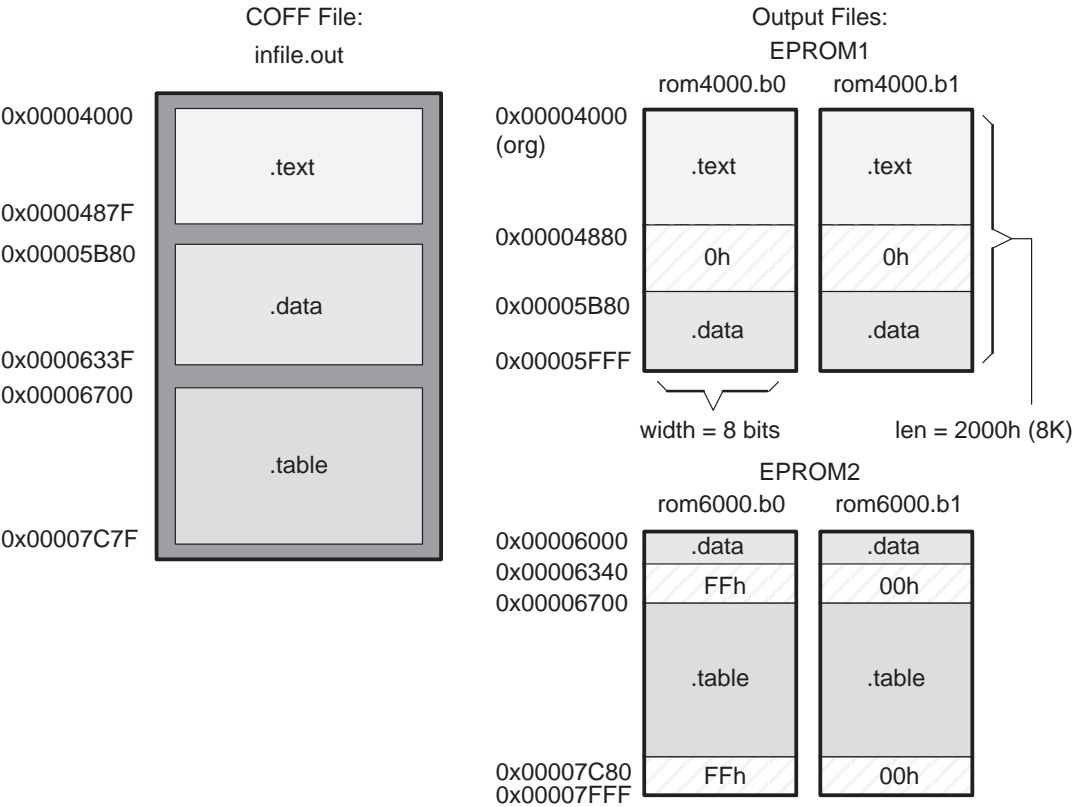 COFF File:
infile.out
0x00004000
.text
0x0000487F
0x00005B80
.data
0x0000633F
0x00006700
.table
0x00007C7F
Output Files:
EPROM1
rom4000.b0 rom4000.b1
0x00004000
(org)
.text .text
0x00004880
0h 0h
0x00005B80
.data .data
0x00005FFF
width = 8 bits len = 2000h (8K)
EPROM2
rom6000.b0 rom6000.b1
0x00006000 .data .data
0x00006340
FFh 00h
0x00006700
.table .table
0x00007C80 FFh 00h
0x00007FFF